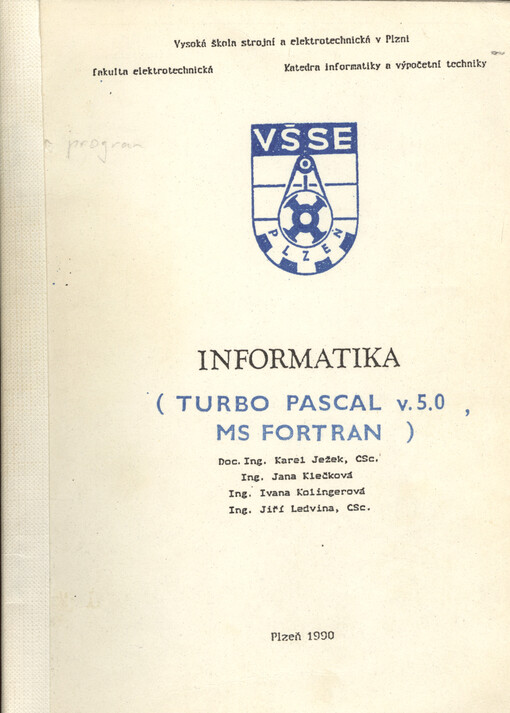 Vysoká škola strojní a elektrotechnická v Plzni
fakulta elektrotechnická Katedra informatiky a výpočetní techniky
program
VŠSE
PLZEŇ
INFORMATIKA
( TURBO PASCAL v.5.0 ,
MS FORTRAN )
Doc. Ing. Karel Ježek, CSc.
Ing. Jana Klečková
Ing. Ivana Kolingerová
Ing. Jiří Ledvina, CSc.
Plzeň 1990